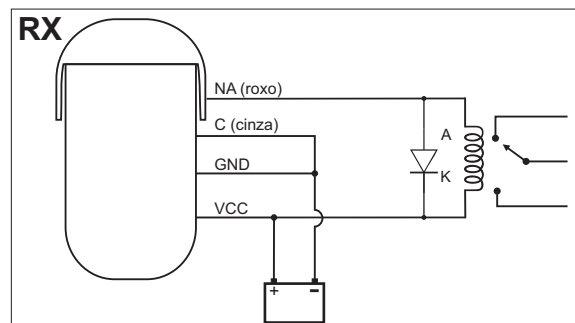 RX
NA (roxo)
C (cinza)
A
GND
K
VCC
+ −